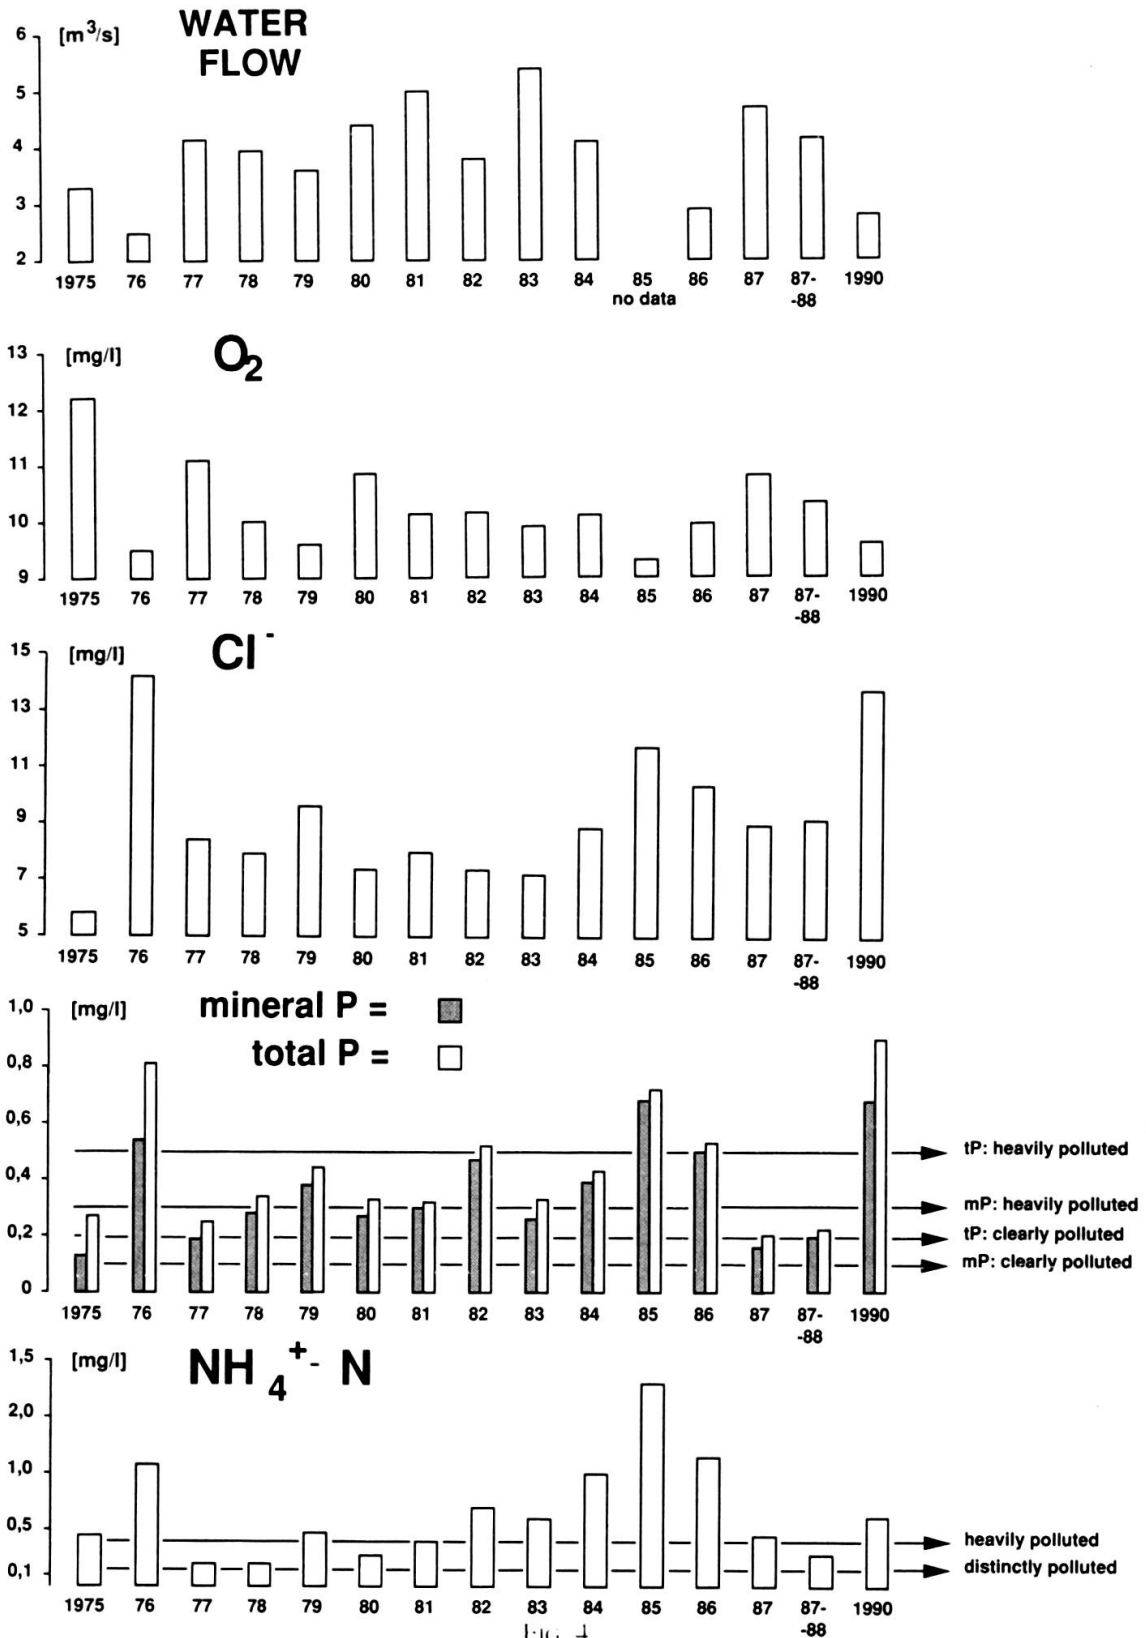 WATER
FLOW
[m³/s]
6
5
4
3
2
1975 76 77 78 79 80 81 82 83 84 85 86 87 87- 1990
no data -88
O₂
[mg/l]
13
12
11
10
9
1975 76 77 78 79 80 81 82 83 84 85 86 87 87- 1990
-88
Cl⁻
[mg/l]
15
13
11
9
7
5
1975 76 77 78 79 80 81 82 83 84 85 86 87 87- 1990
-88
mineral P =
total P =
[mg/l]
1,0
0,8
0,6
0,4
0,2
0
tP: heavily polluted
mP: heavily polluted
tP: clearly polluted
mP: clearly polluted
1975 76 77 78 79 80 81 82 83 84 85 86 87 87- 1990
-88
NH₄⁺- N
[mg/l]
1,5
2,0
1,0
0,5
0,1
heavily polluted
distinctly polluted
1975 76 77 78 79 80 81 82 83 84 85 86 87 87- 1990
-88
FIG. 4